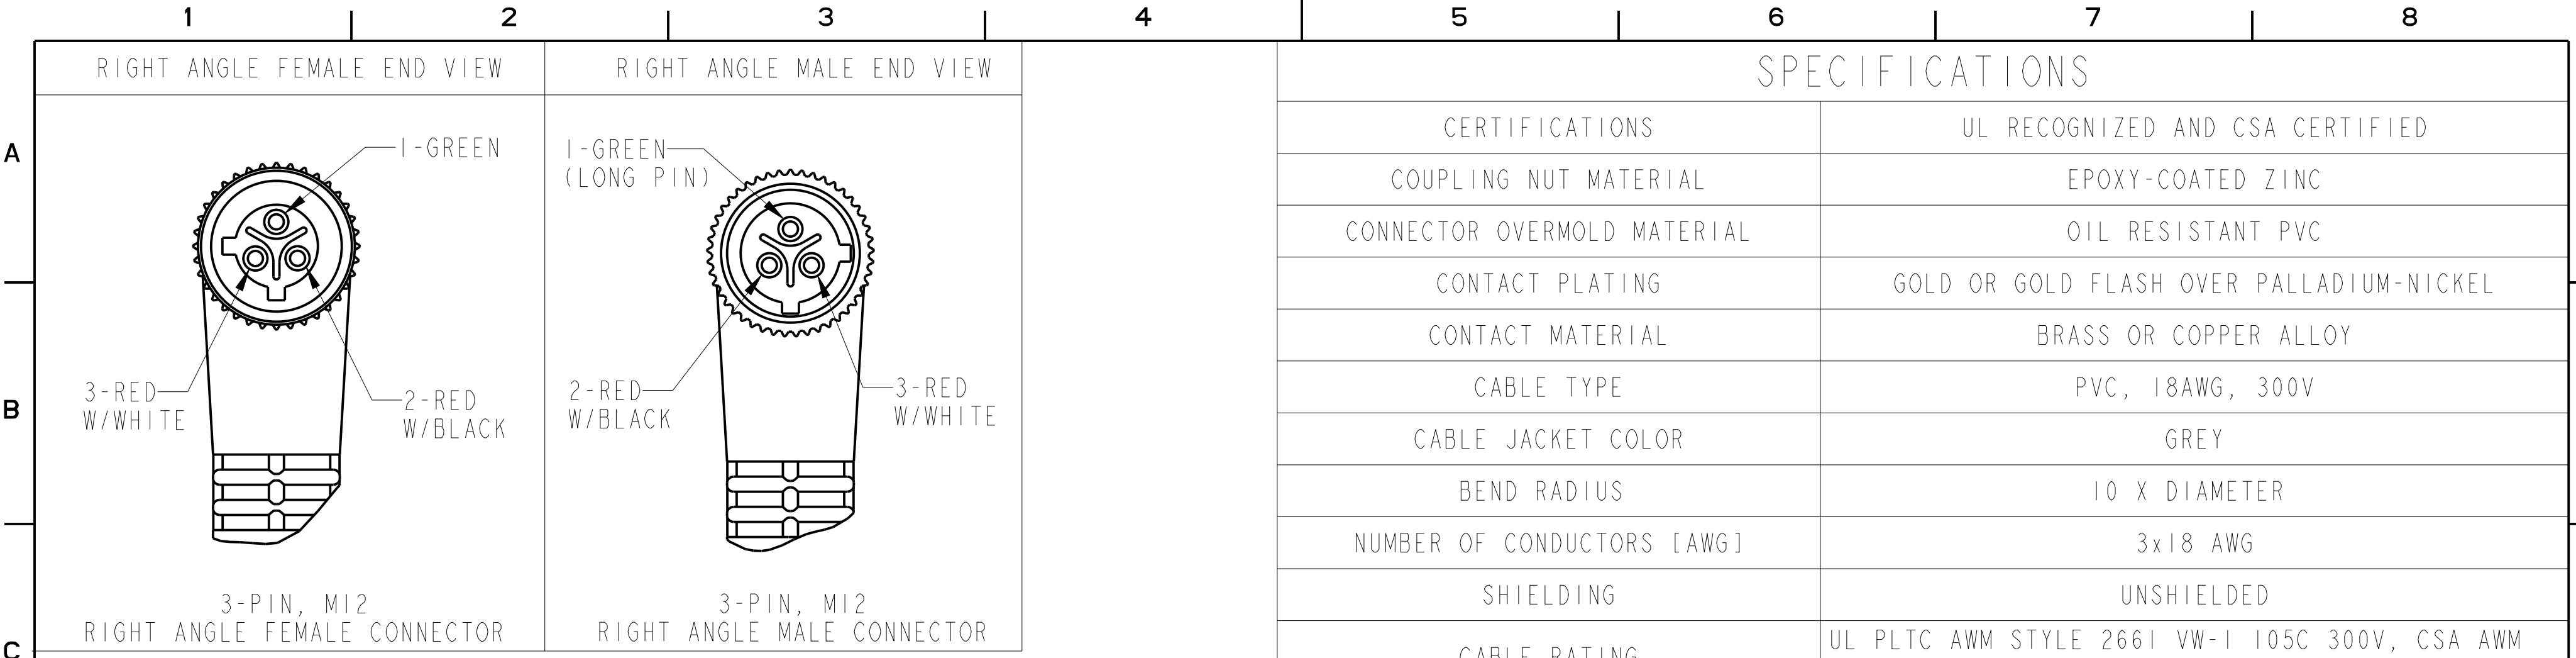 1 2 3 4 5 6 7 8
A
B
C
RIGHT ANGLE FEMALE END VIEW
1-GREEN
3-RED
W/WHITE
2-RED
W/BLACK
3-PIN, M12
RIGHT ANGLE FEMALE CONNECTOR
RIGHT ANGLE MALE END VIEW
1-GREEN
(LONG PIN)
2-RED
W/BLACK
3-RED
W/WHITE
3-PIN, M12
RIGHT ANGLE MALE CONNECTOR
SPECIFICATIONS
CERTIFICATIONS UL RECOGNIZED AND CSA CERTIFIED
COUPLING NUT MATERIAL EPOXY-COATED ZINC
CONNECTOR OVERMOLD MATERIAL OIL RESISTANT PVC
CONTACT PLATING GOLD OR GOLD FLASH OVER PALLADIUM-NICKEL
CONTACT MATERIAL BRASS OR COPPER ALLOY
CABLE TYPE PVC, 18AWG, 300V
CABLE JACKET COLOR GREY
BEND RADIUS 10 X DIAMETER
NUMBER OF CONDUCTORS [AWG] 3x18 AWG
SHIELDING UNSHIELDED
CABLE RATING UL PLTC AWM STYLE 2661 VW-1 105C 300V, CSA AWM